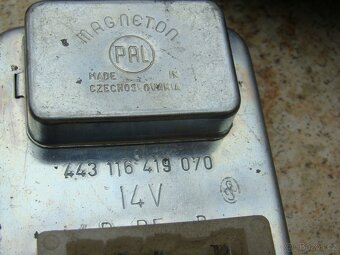 MAGNETON
PAL
MADE IN
CZECHOSLOVAKIA
443 116 419 070
14V